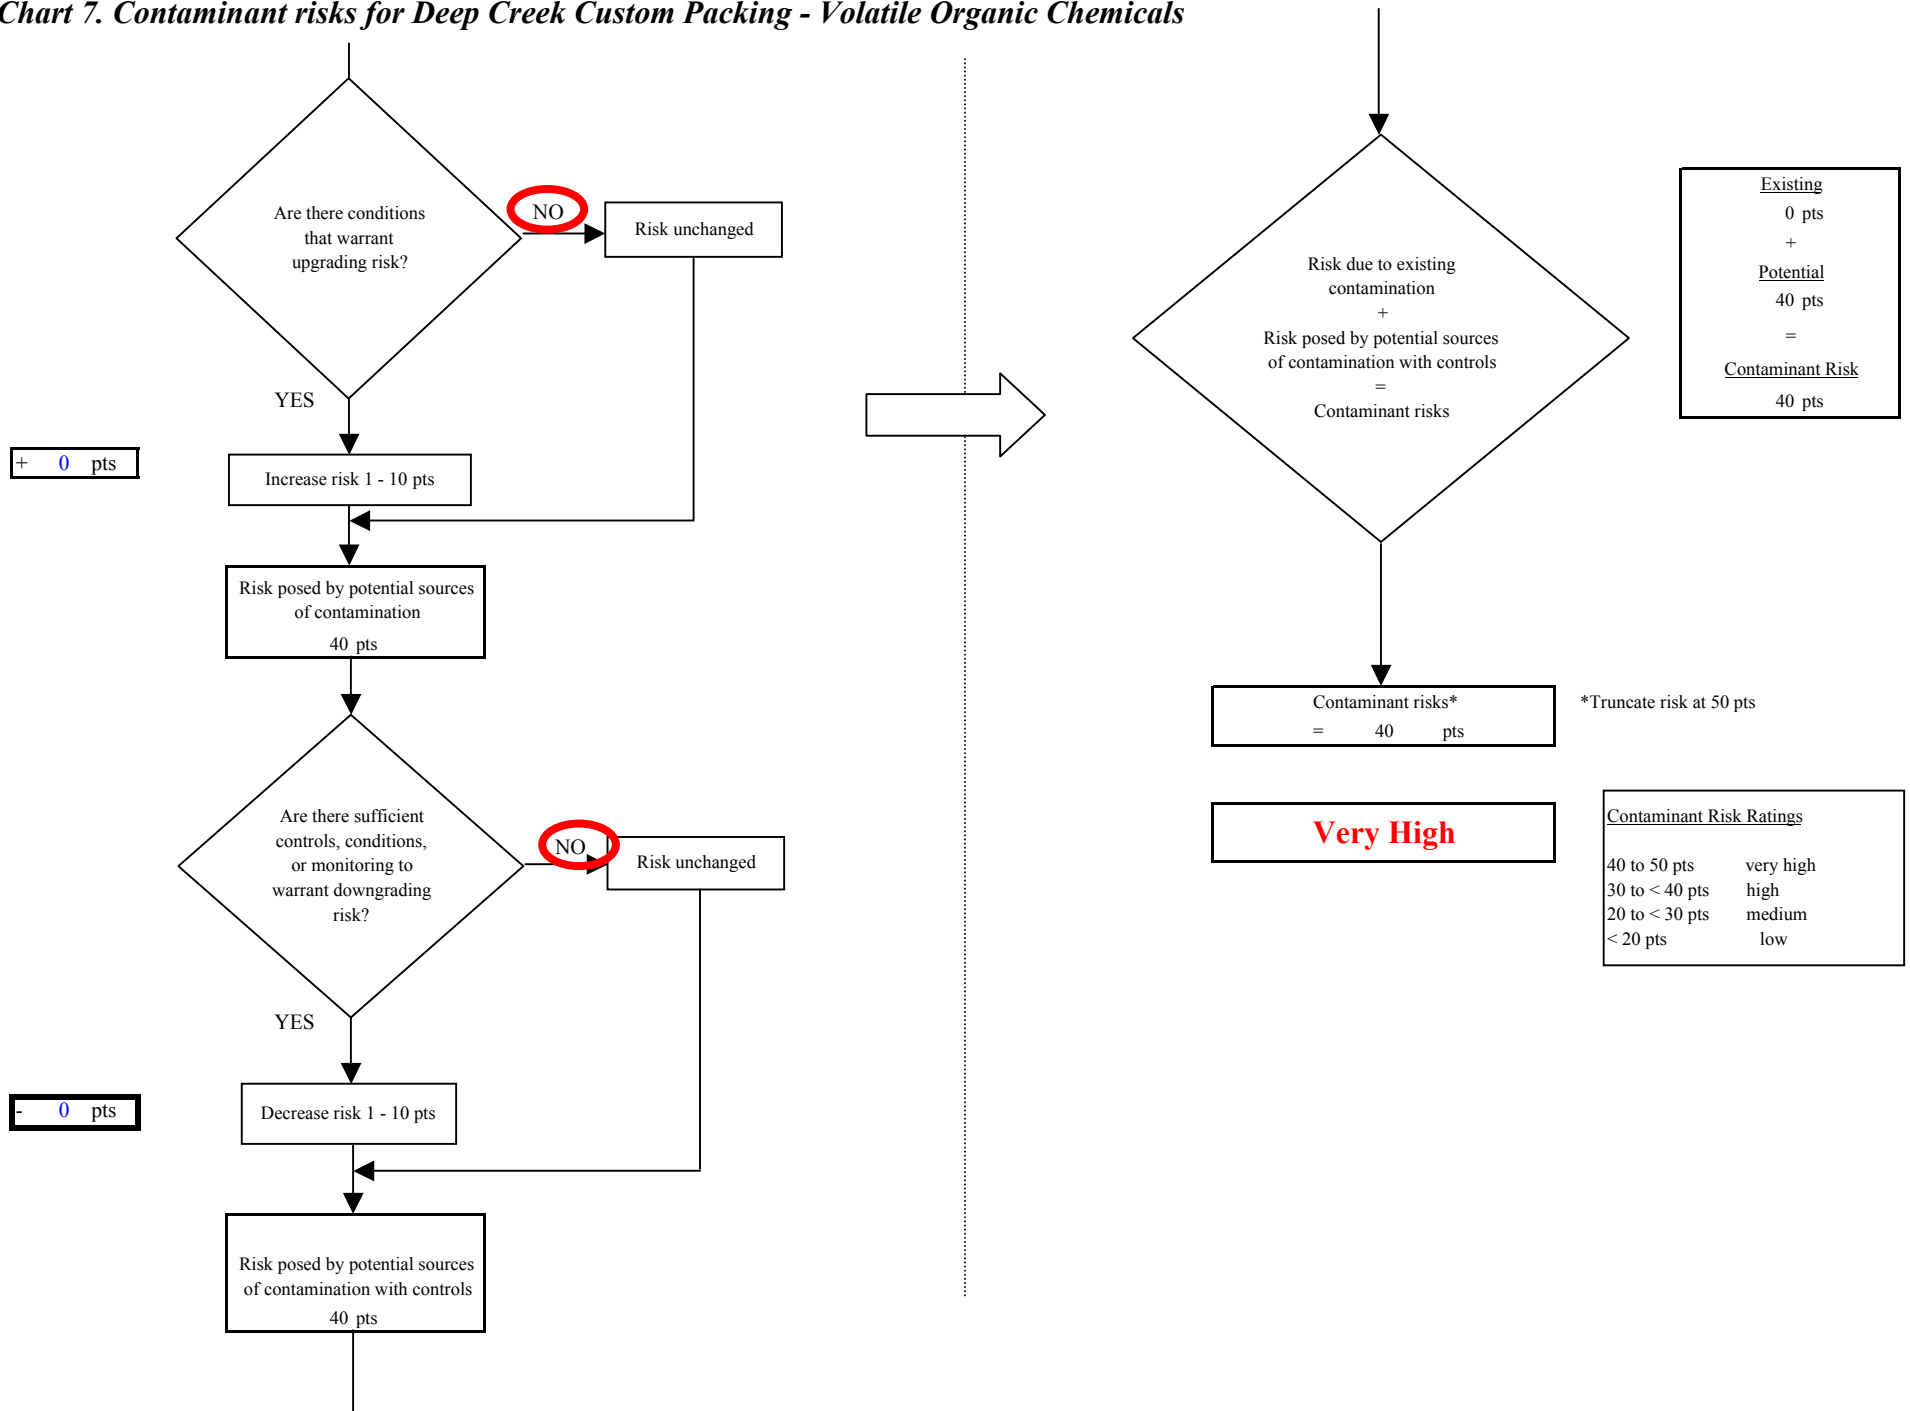 Chart 7. Contaminant risks for Deep Creek Custom Packing - Volatile Organic Chemicals
Are there conditions
that warrant
upgrading risk?
NO
Risk unchanged
YES
+ 0 pts
Increase risk 1 - 10 pts
Risk posed by potential sources
of contamination
40 pts
Are there sufficient
controls, conditions,
or monitoring to
warrant downgrading
risk?
NO
Risk unchanged
YES
- 0 pts
Decrease risk 1 - 10 pts
Risk posed by potential sources
of contamination with controls
40 pts
Risk due to existing
contamination
+
Risk posed by potential sources
of contamination with controls
=
Contaminant risks
Existing
0 pts
+
Potential
40 pts
=
Contaminant Risk
40 pts
Contaminant risks*
= 40 pts
*Truncate risk at 50 pts
Very High
Contaminant Risk Ratings
40 to 50 pts very high
30 to < 40 pts high
20 to < 30 pts medium
< 20 pts low